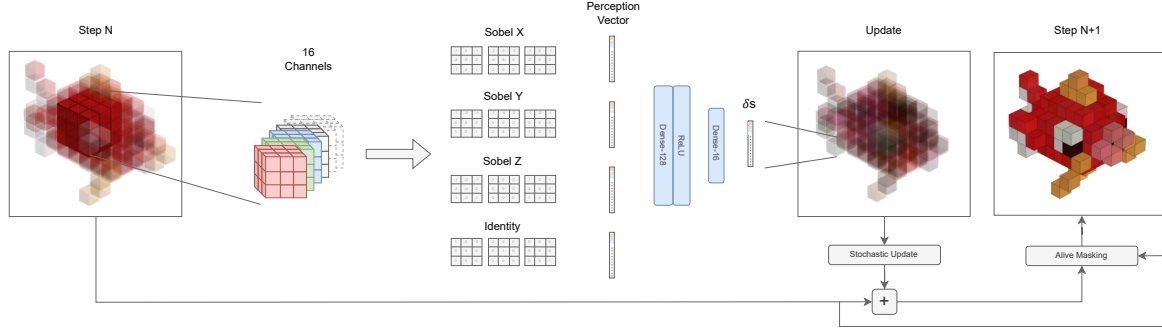 Step N
16
Channels
Sobel X
Sobel Y
Sobel Z
Identity
Perception
Vector
Dense-128
ReLU
Dense-16
δs
Update
Stochastic Update
+
Step N+1
Alive Masking